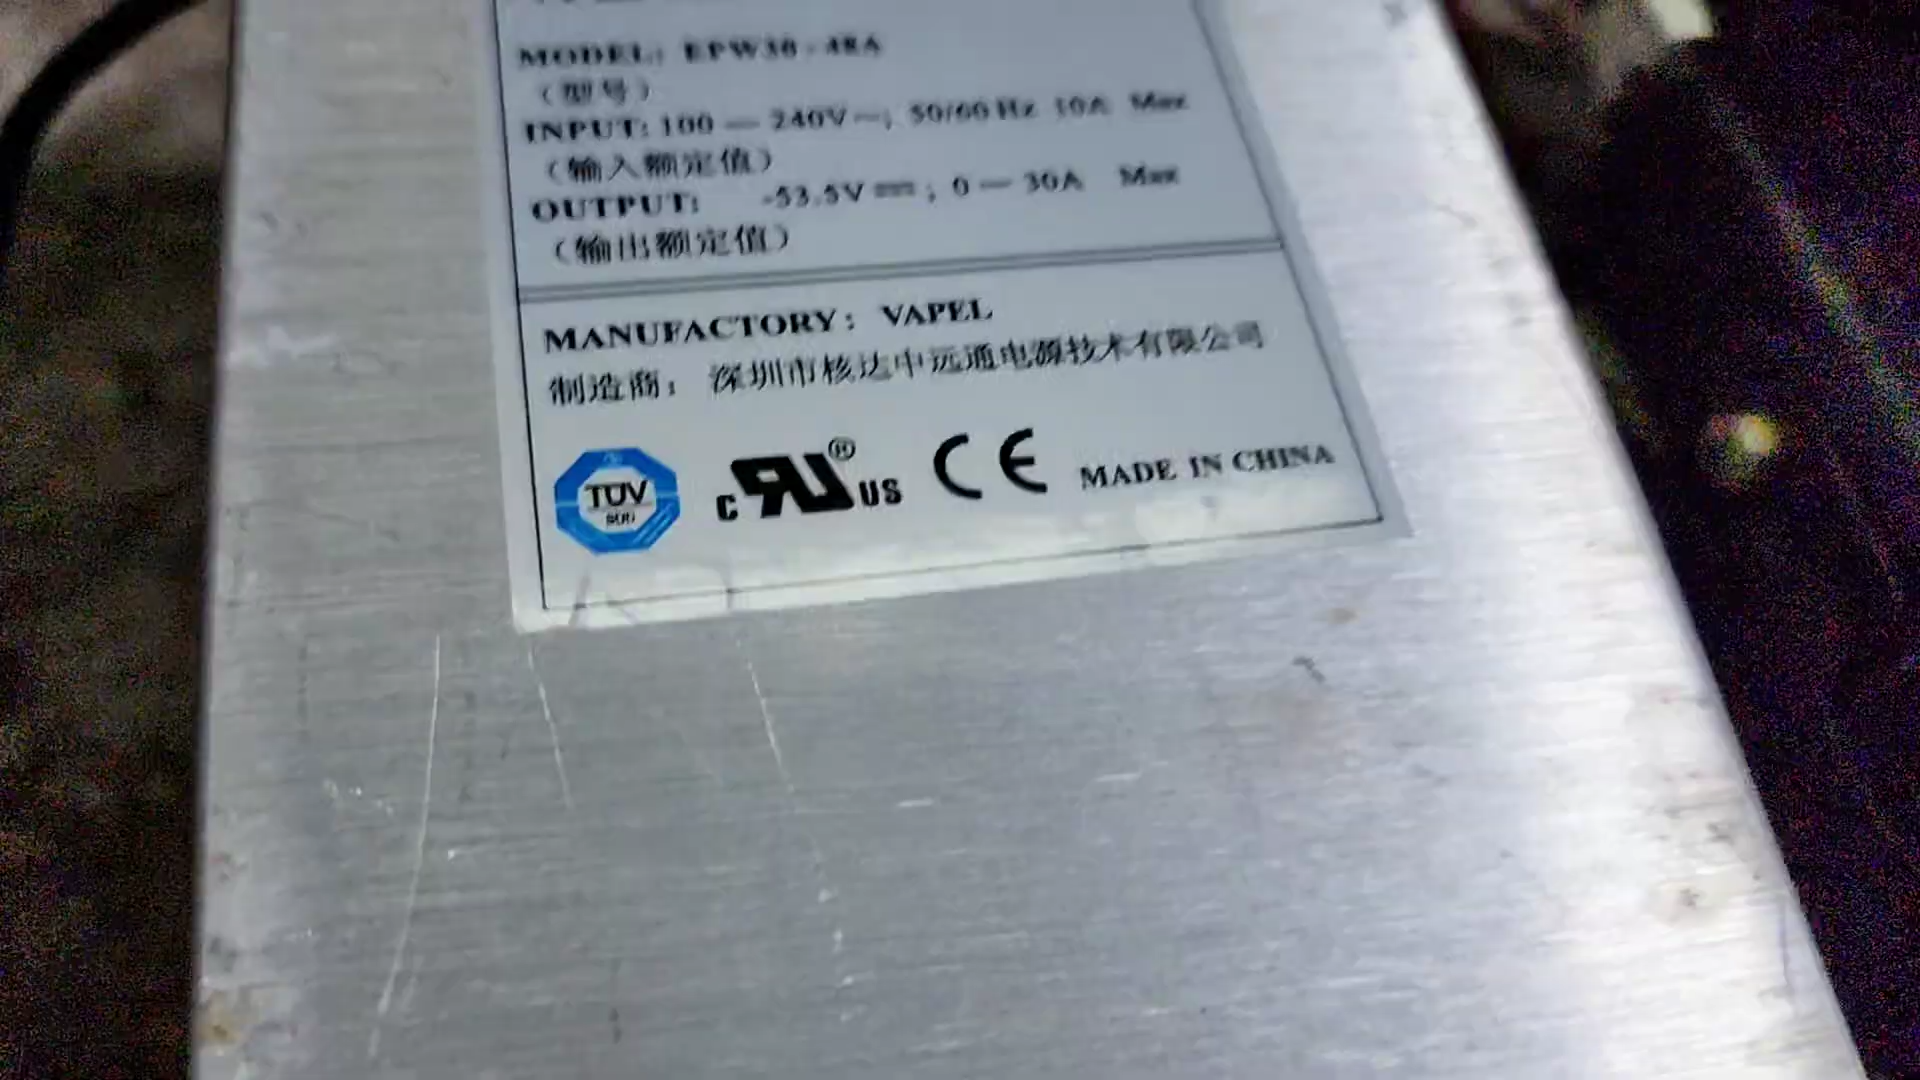 MODEL: EPW30-48A
(型号)
INPUT: 100 — 240V~; 50/60 Hz 10A Max
(输入额定值)
OUTPUT: -53.5V ⎓; 0 — 30A Max
(输出额定值)
MANUFACTORY: VAPEL
制造商: 深圳市核达中远通电源技术有限公司
TUV
c RU ® US CE MADE IN CHINA